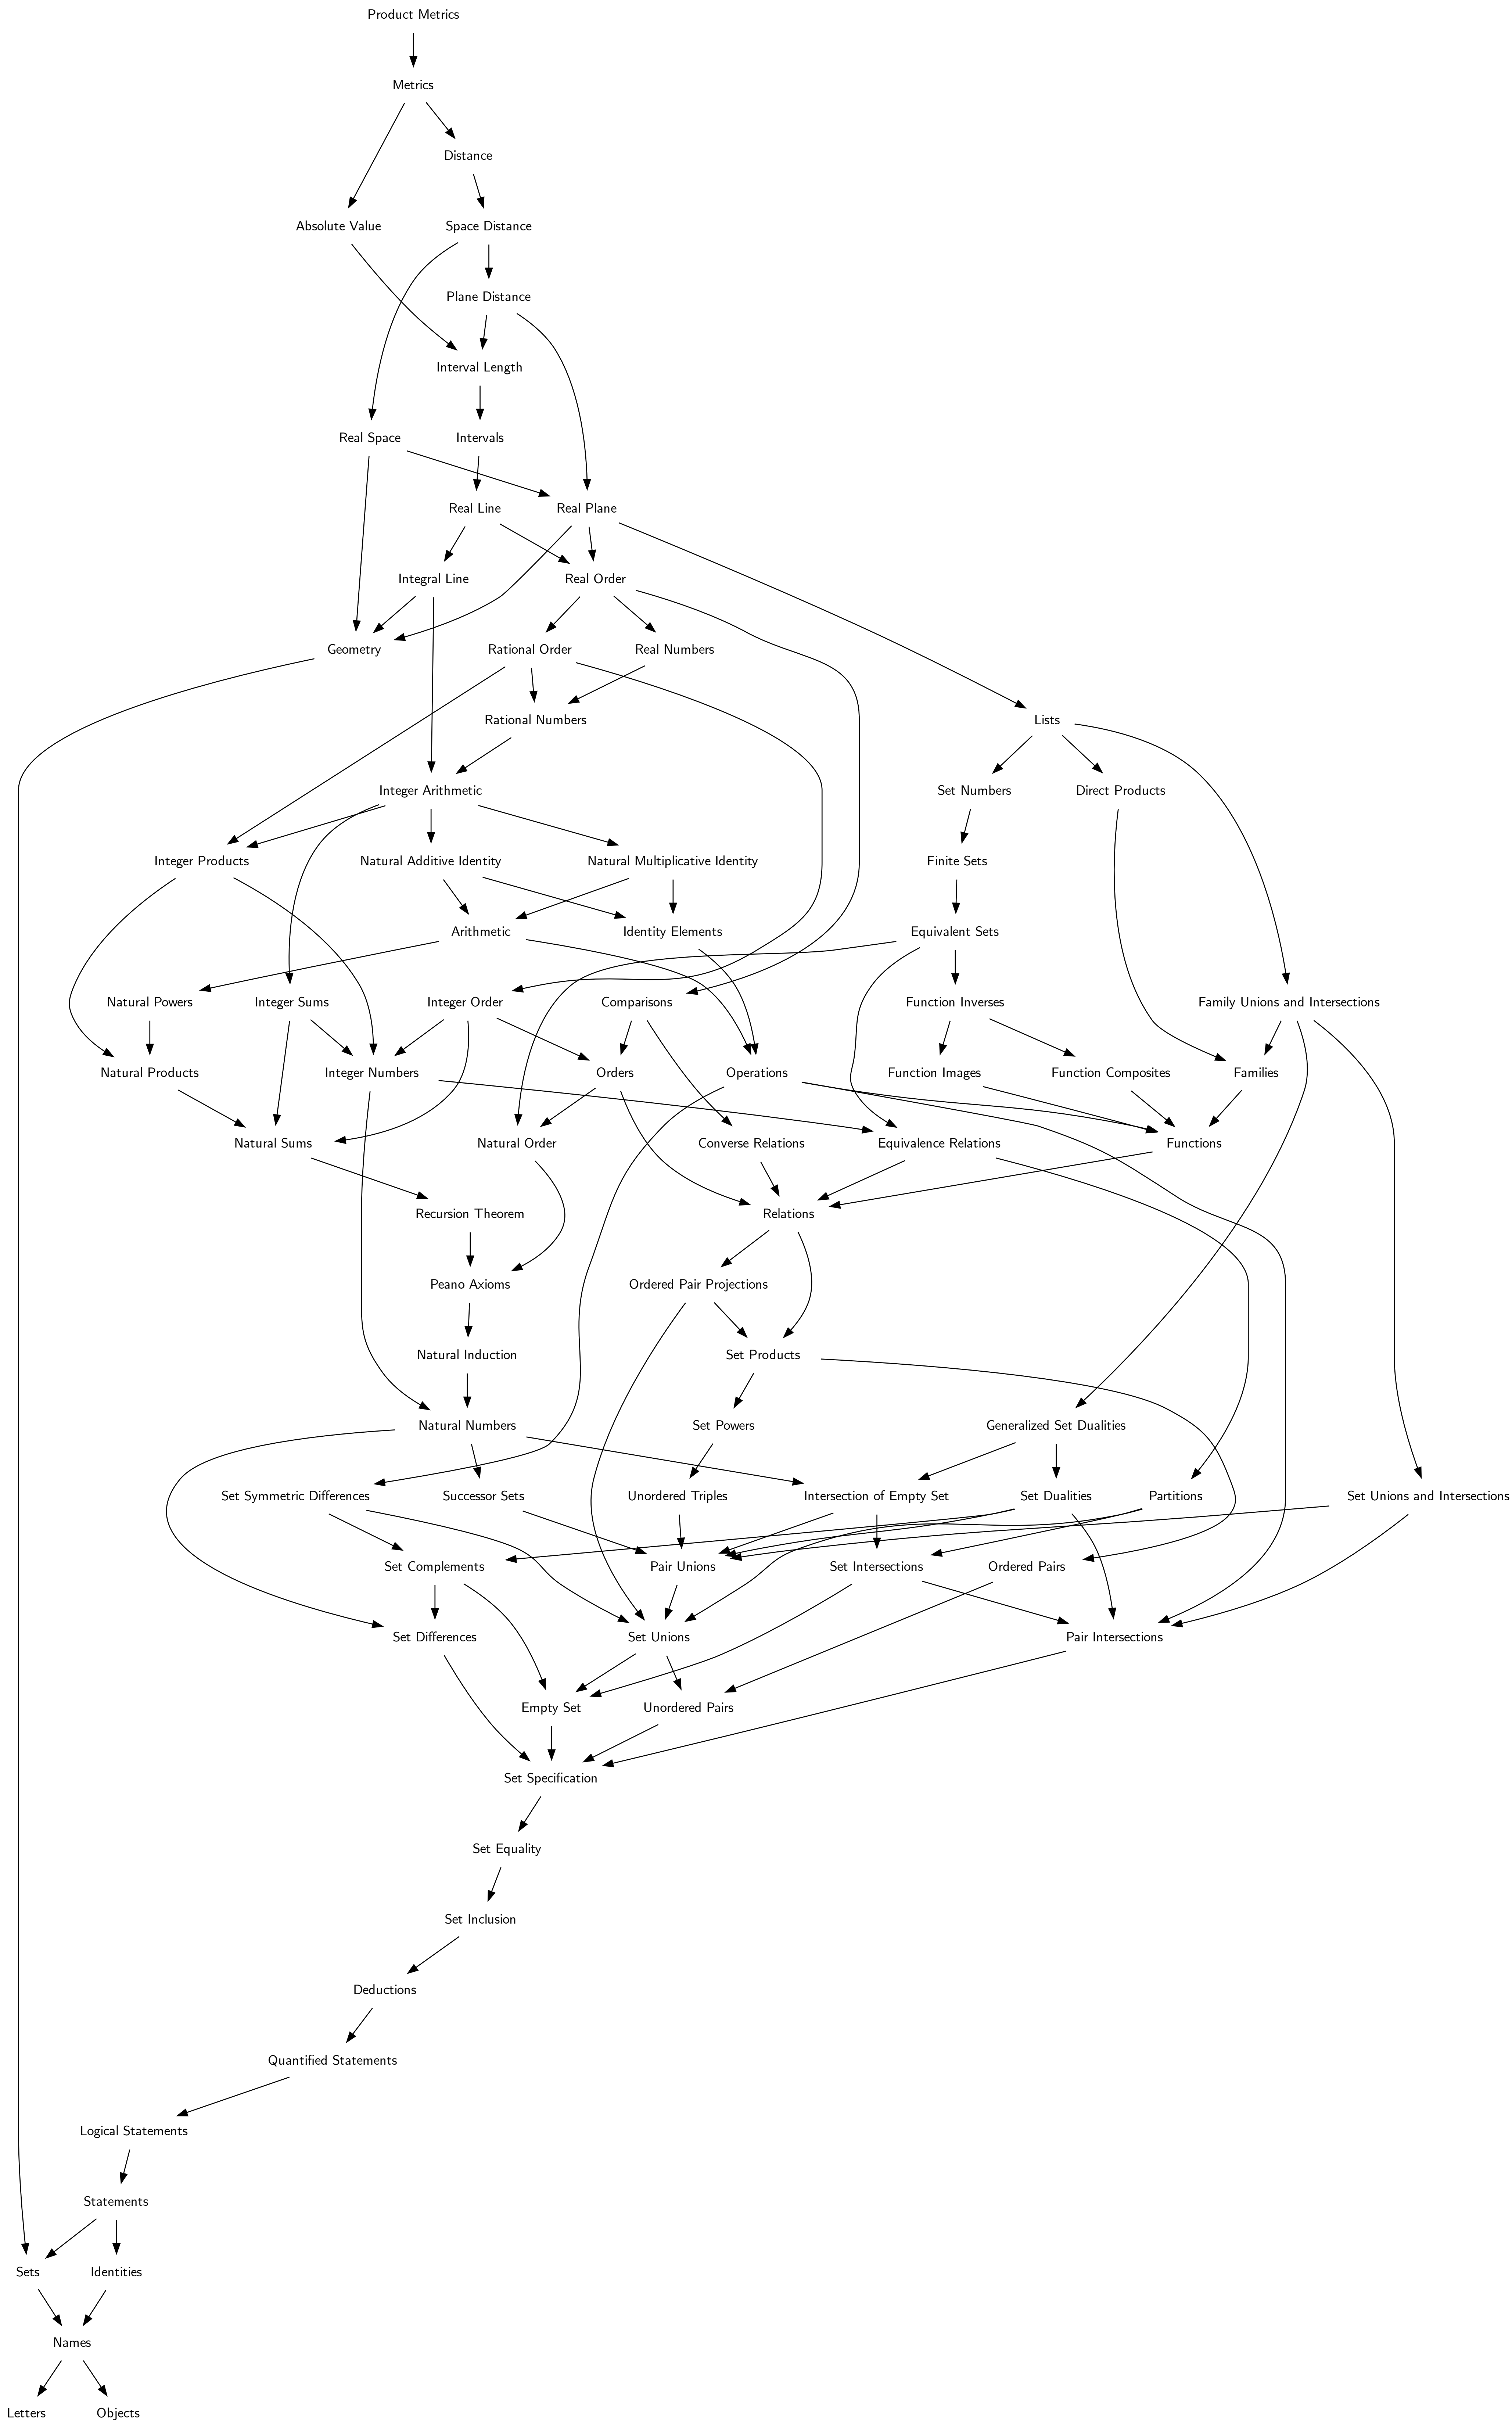 Product Metrics
Metrics
Distance
Absolute Value
Space Distance
Plane Distance
Interval Length
Real Space
Intervals
Real Line
Real Plane
Integral Line
Real Order
Geometry
Rational Order
Real Numbers
Rational Numbers
Lists
Integer Arithmetic
Set Numbers
Direct Products
Integer Products
Natural Additive Identity
Natural Multiplicative Identity
Finite Sets
Arithmetic
Identity Elements
Equivalent Sets
Natural Powers
Integer Sums
Integer Order
Comparisons
Function Inverses
Family Unions and Intersections
Natural Products
Integer Numbers
Orders
Operations
Function Images
Function Composites
Families
Natural Sums
Natural Order
Converse Relations
Equivalence Relations
Functions
Recursion Theorem
Relations
Peano Axioms
Ordered Pair Projections
Natural Induction
Set Products
Natural Numbers
Set Powers
Generalized Set Dualities
Set Symmetric Differences
Successor Sets
Unordered Triples
Intersection of Empty Set
Set Dualities
Partitions
Set Unions and Intersections
Set Complements
Pair Unions
Set Intersections
Ordered Pairs
Set Differences
Set Unions
Pair Intersections
Empty Set
Unordered Pairs
Set Specification
Set Equality
Set Inclusion
Deductions
Quantified Statements
Logical Statements
Statements
Sets
Identities
Names
Letters
Objects